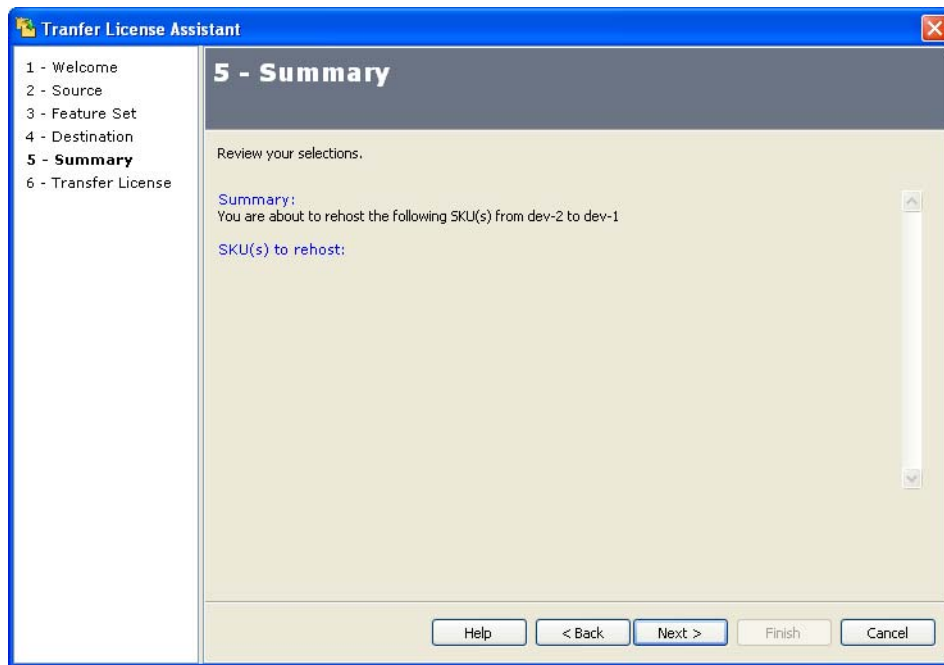 Tranfer License Assistant
1 - Welcome
2 - Source
3 - Feature Set
4 - Destination
5 - Summary
6 - Transfer License
5 - Summary
Review your selections.
Summary:
You are about to rehost the following SKU(s) from dev-2 to dev-1
SKU(s) to rehost:
Help
< Back
Next >
Finish
Cancel